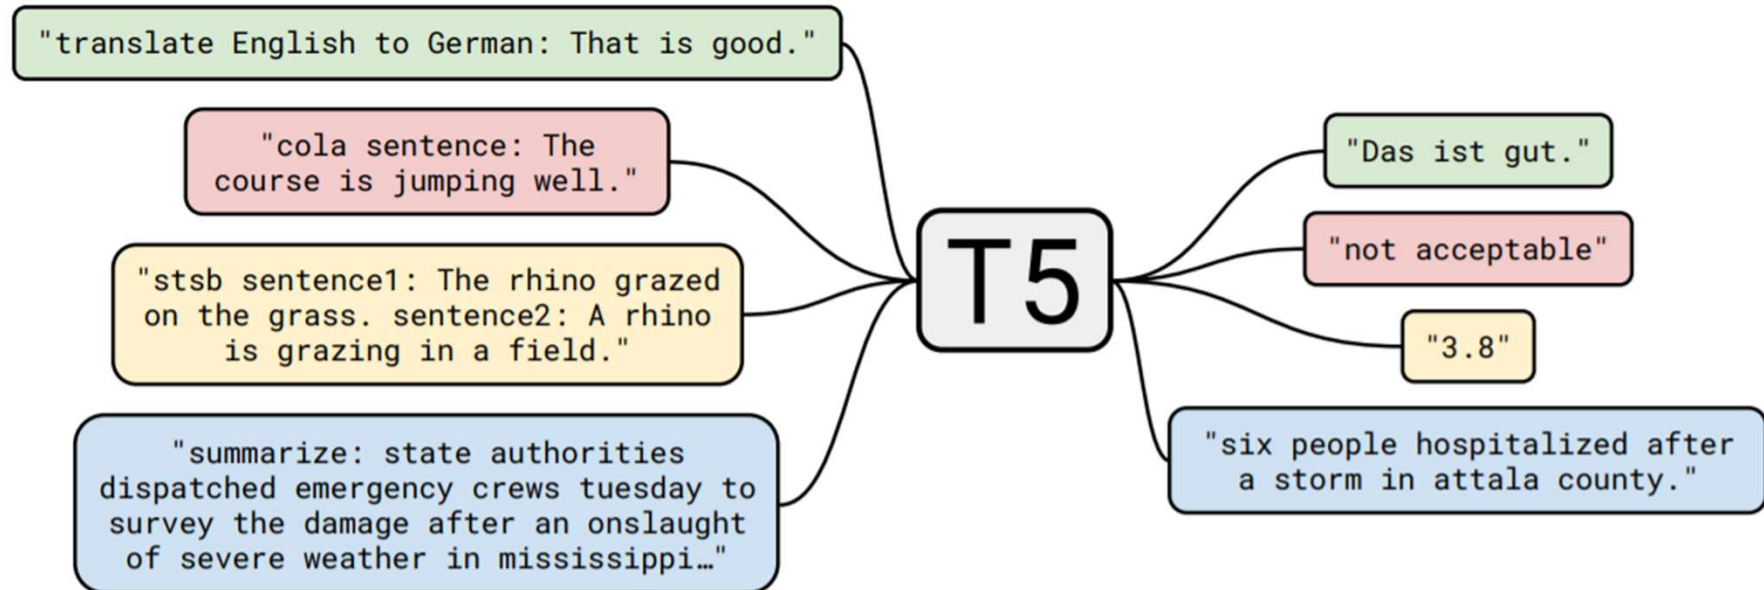 "translate English to German: That is good."
"cola sentence: The
course is jumping well."
"stsb sentence1: The rhino grazed
on the grass. sentence2: A rhino
is grazing in a field."
"summarize: state authorities
dispatched emergency crews tuesday to
survey the damage after an onslaught
of severe weather in mississippi…"
T5
"Das ist gut."
"not acceptable"
"3.8"
"six people hospitalized after
a storm in attala county."